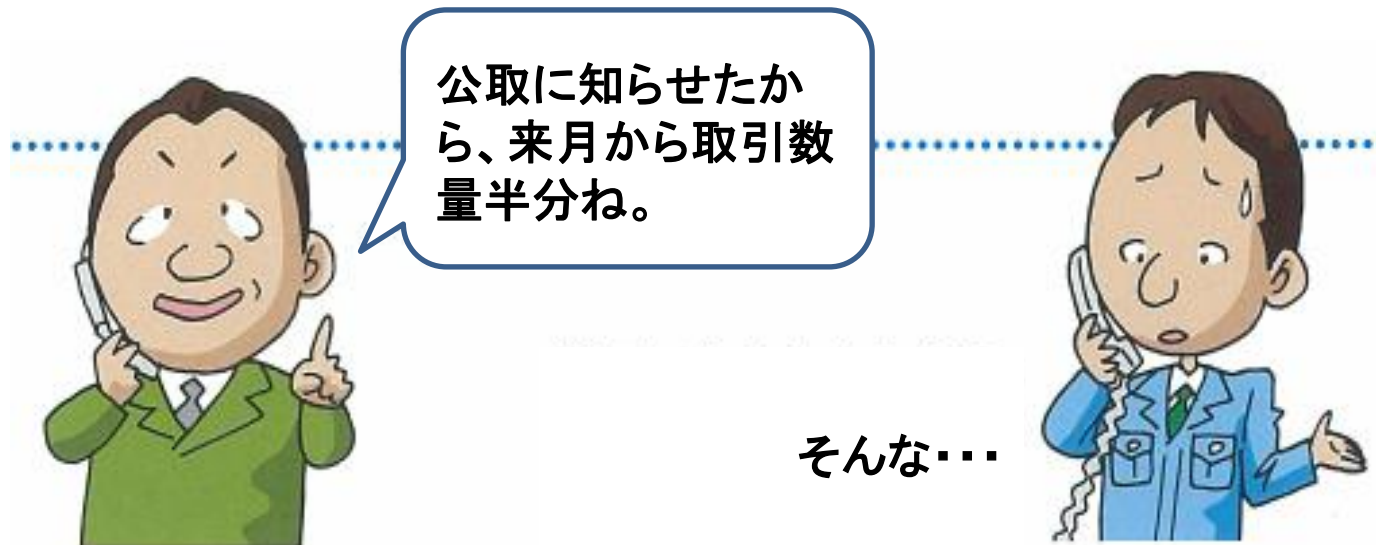 公取に知らせたか
ら、来月から取引数
量半分ね。
そんな・・・